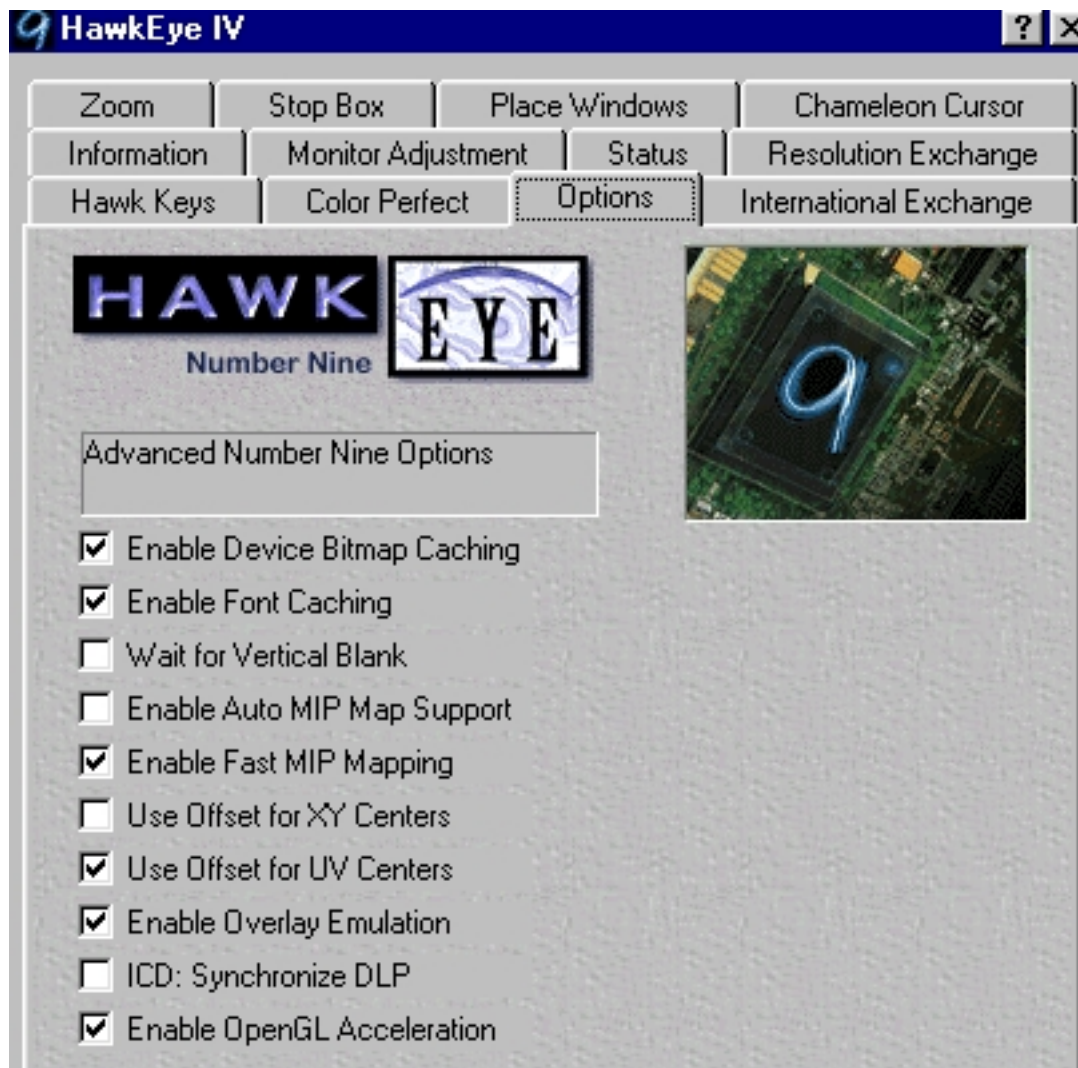 HawkEye IV
Zoom
Stop Box
Place Windows
Chameleon Cursor
Information
Monitor Adjustment
Status
Resolution Exchange
Hawk Keys
Color Perfect
Options
International Exchange
HAWK
EYE
Number Nine
9
Advanced Number Nine Options
Enable Device Bitmap Caching
Enable Font Caching
Wait for Vertical Blank
Enable Auto MIP Map Support
Enable Fast MIP Mapping
Use Offset for XY Centers
Use Offset for UV Centers
Enable Overlay Emulation
ICD: Synchronize DLP
Enable OpenGL Acceleration